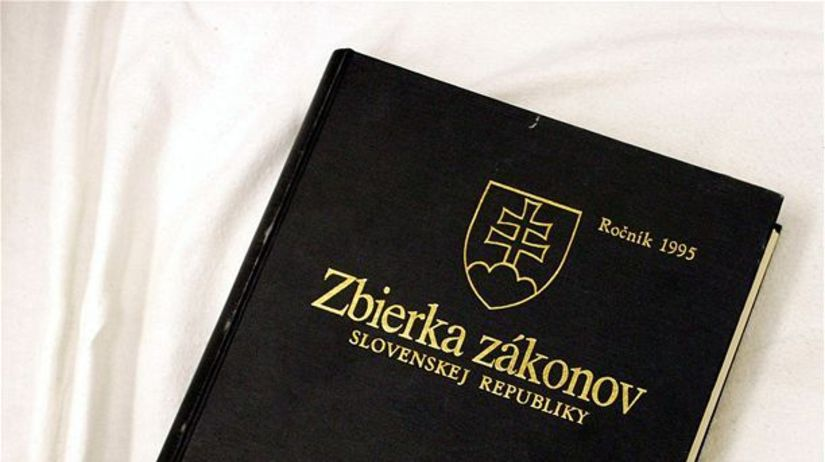 Ročník 1995
Zbierka zákonov
SLOVENSKEJ REPUBLIKY